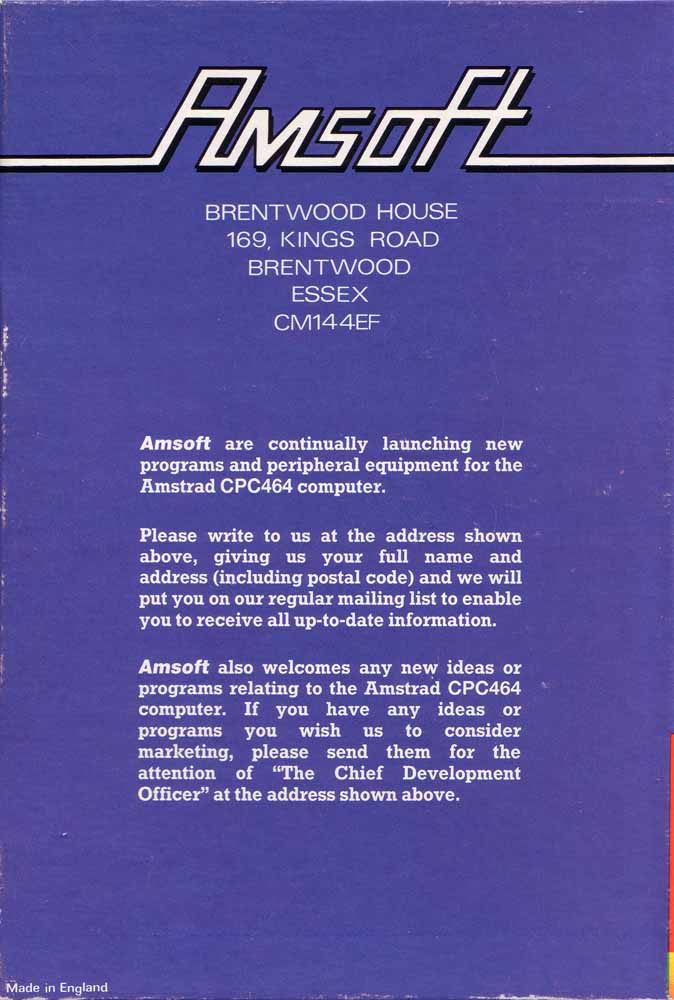 Amsoft
BRENTWOOD HOUSE
169, KINGS ROAD
BRENTWOOD
ESSEX
CM144EF
Amsoft are continually launching new
programs and peripheral equipment for the
Amstrad CPC464 computer.
Please write to us at the address shown
above, giving us your full name and
address (including postal code) and we will
put you on our regular mailing list to enable
you to receive all up-to-date information.
Amsoft also welcomes any new ideas or
programs relating to the Amstrad CPC464
computer. If you have any ideas or
programs you wish us to consider
marketing, please send them for the
attention of “The Chief Development
Officer” at the address shown above.
Made in England